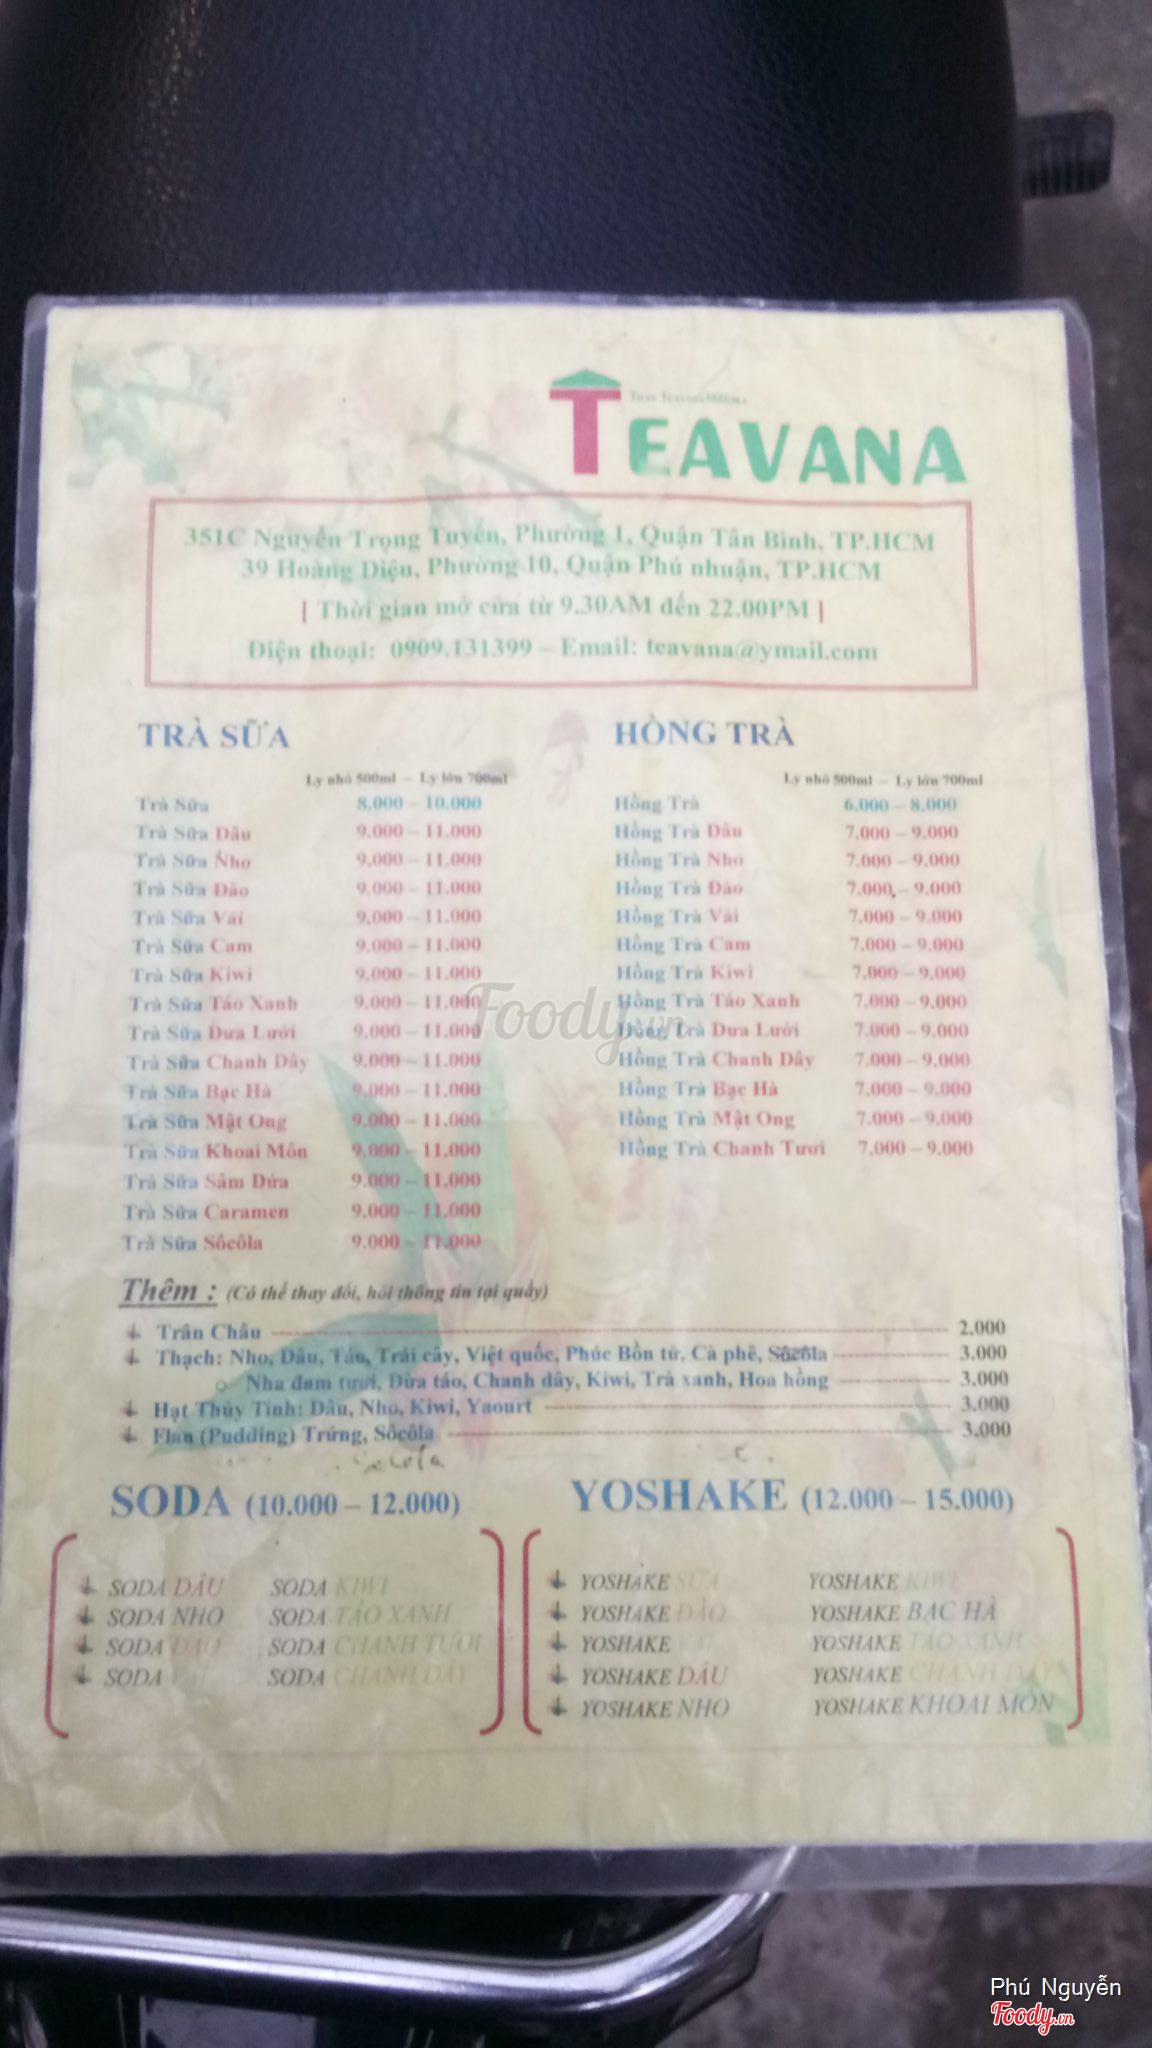 TEAVANA
351C Nguyễn Trọng Tuyển, Phường 1, Quận Tân Bình, TP.HCM
39 Hoàng Diệu, Phường 10, Quận Phú nhuận, TP.HCM
[ Thời gian mở cửa từ 9.30AM đến 22.00PM ]
Điện thoại: 0909.131399 – Email: teavana@ymail.com
TRÀ SỮA
Ly nhỏ 500ml – Ly lớn 700ml
Trà Sữa 8.000 – 10.000
Trà Sữa Dâu 9.000 – 11.000
Trà Sữa Nho 9.000 – 11.000
Trà Sữa Đào 9.000 – 11.000
Trà Sữa Vải 9.000 – 11.000
Trà Sữa Cam 9.000 – 11.000
Trà Sữa Kiwi 9.000 – 11.000
Trà Sữa Táo Xanh 9.000 – 11.000
Trà Sữa Dưa Lưới 9.000 – 11.000
Trà Sữa Chanh Dây 9.000 – 11.000
Trà Sữa Bạc Hà 9.000 – 11.000
Trà Sữa Mật Ong 9.000 – 11.000
Trà Sữa Khoai Môn 9.000 – 11.000
Trà Sữa Sâm Dứa 9.000 – 11.000
Trà Sữa Caramen 9.000 – 11.000
Trà Sữa Sôcôla 9.000 – 11.000
HỒNG TRÀ
Ly nhỏ 500ml – Ly lớn 700ml
Hồng Trà 6.000 – 8.000
Hồng Trà Dâu 7.000 – 9.000
Hồng Trà Nho 7.000 – 9.000
Hồng Trà Đào 7.000 – 9.000
Hồng Trà Vải 7.000 – 9.000
Hồng Trà Cam 7.000 – 9.000
Hồng Trà Kiwi 7.000 – 9.000
Hồng Trà Táo Xanh 7.000 – 9.000
Hồng Trà Dưa Lưới 7.000 – 9.000
Hồng Trà Chanh Dây 7.000 – 9.000
Hồng Trà Bạc Hà 7.000 – 9.000
Hồng Trà Mật Ong 7.000 – 9.000
Hồng Trà Chanh Tươi 7.000 – 9.000
Foody.vn
Thêm : (Có thể thay đổi, hỏi thông tin tại quầy)
Trân Châu 2.000
Thạch: Nho, Dâu, Táo, Trái cây, Việt quốc, Phúc Bồn tử, Cà phê, Sôcôla 3.000
Nha đam tươi, Dừa táo, Chanh dây, Kiwi, Trà xanh, Hoa hồng 3.000
Hạt Thủy Tinh: Dâu, Nho, Kiwi, Yaourt 3.000
Flan (Pudding) Trứng, Sôcôla 3.000
SODA (10.000 – 12.000)
SODA DÂU SODA KIWI
SODA NHO SODA TÁO XANH
SODA ĐÀO SODA CHANH TƯƠI
SODA SODA CHANH DÂY
YOSHAKE (12.000 – 15.000)
YOSHAKE SỮA YOSHAKE KIWI
YOSHAKE ĐÀO YOSHAKE BẠC HÀ
YOSHAKE YOSHAKE TÁO XANH
YOSHAKE DÂU YOSHAKE CHANH DÂY
YOSHAKE NHO YOSHAKE KHOAI MÔN
Phú Nguyễn
Foody.vn